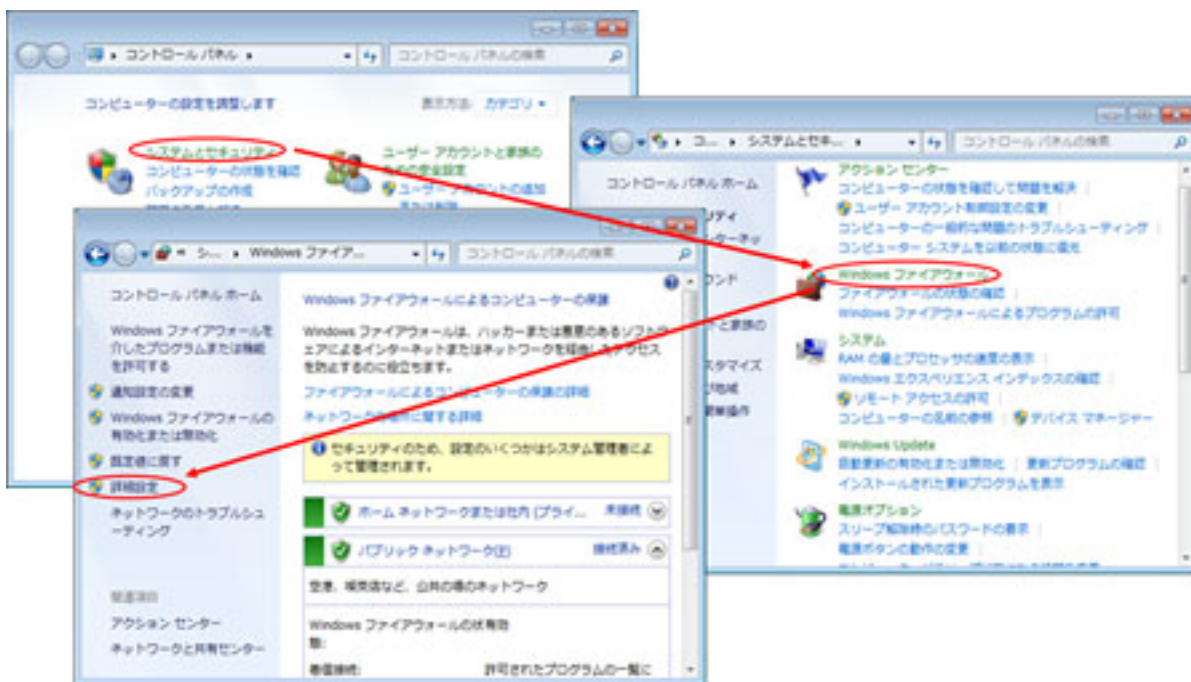 コントロール パネル
コントロール パネルの検索
コンピューターの設定を調整します
表示方法: カテゴリ
システムとセキュリティ
コンピューターの状態を確認
バックアップの作成
ユーザー アカウントと家族の
ための安全設定
ユーザー アカウントの追加
または削除
コ... システムとセキ...
コントロール パネルの検索
コントロール パネル ホーム
リティ
ターネッ
ウンド
と家族の
スタマイズ
び地域
簡単操作
アクション センター
コンピューターの状態を確認して問題を解決
ユーザー アカウント制御設定の変更
コンピューターの一般的な問題のトラブルシューティング
コンピューター システムを以前の状態に復元
Windows ファイアウォール
ファイアウォールの状態の確認
Windows ファイアウォールによるプログラムの許可
システム
RAM の量とプロセッサの速度の表示
Windows エクスペリエンス インデックスの確認
リモート アクセスの許可
コンピューターの名前の参照 デバイス マネージャー
Windows Update
自動更新の有効化または無効化 更新プログラムの確認
インストールされた更新プログラムを表示
電源オプション
スリープ解除時のパスワードの要求
電源ボタンの動作の変更
シ... Windows ファイア...
コントロール パネルの検索
コントロール パネル ホーム
Windows ファイアウォールを
介したプログラムまたは機能
を許可する
通知設定の変更
Windows ファイアウォールの
有効化または無効化
既定値に戻す
詳細設定
ネットワークのトラブルシュ
ーティング
関連項目
アクション センター
ネットワークと共有センター
Windows ファイアウォールによるコンピューターの保護
Windows ファイアウォールは、ハッカーまたは悪意のあるソフトウ
ェアによるインターネットまたはネットワークを経由したアクセス
を防止するのに役立ちます。
ファイアウォールによるコンピューターの保護の詳細
ネットワークの場所に関する詳細
セキュリティのため、設定のいくつかはシステム管理者によ
って管理されます。
ホーム ネットワークまたは社内 (プライ... 未接続
パブリック ネットワーク(P) 接続済み
空港、喫茶店など、公共の場のネットワーク
Windows ファイアウォールの状 有効
態:
着信接続: 許可されたプログラムの一覧に